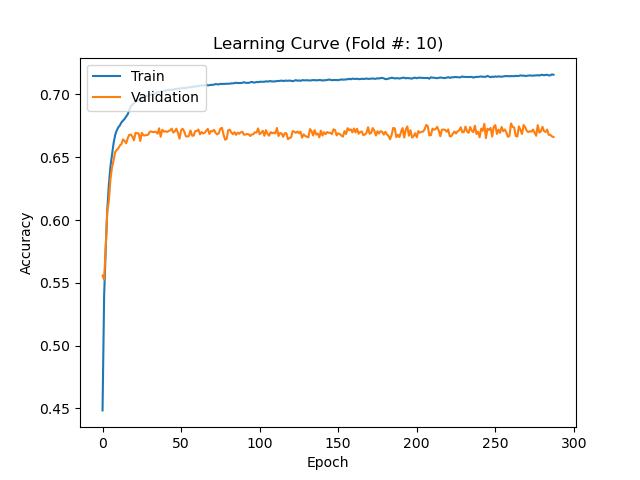 Learning Curve (Fold #: 10)
Train
Validation
Accuracy
0.70
0.65
0.60
0.55
0.50
0.45
0 50 100 150 200 250 300
Epoch